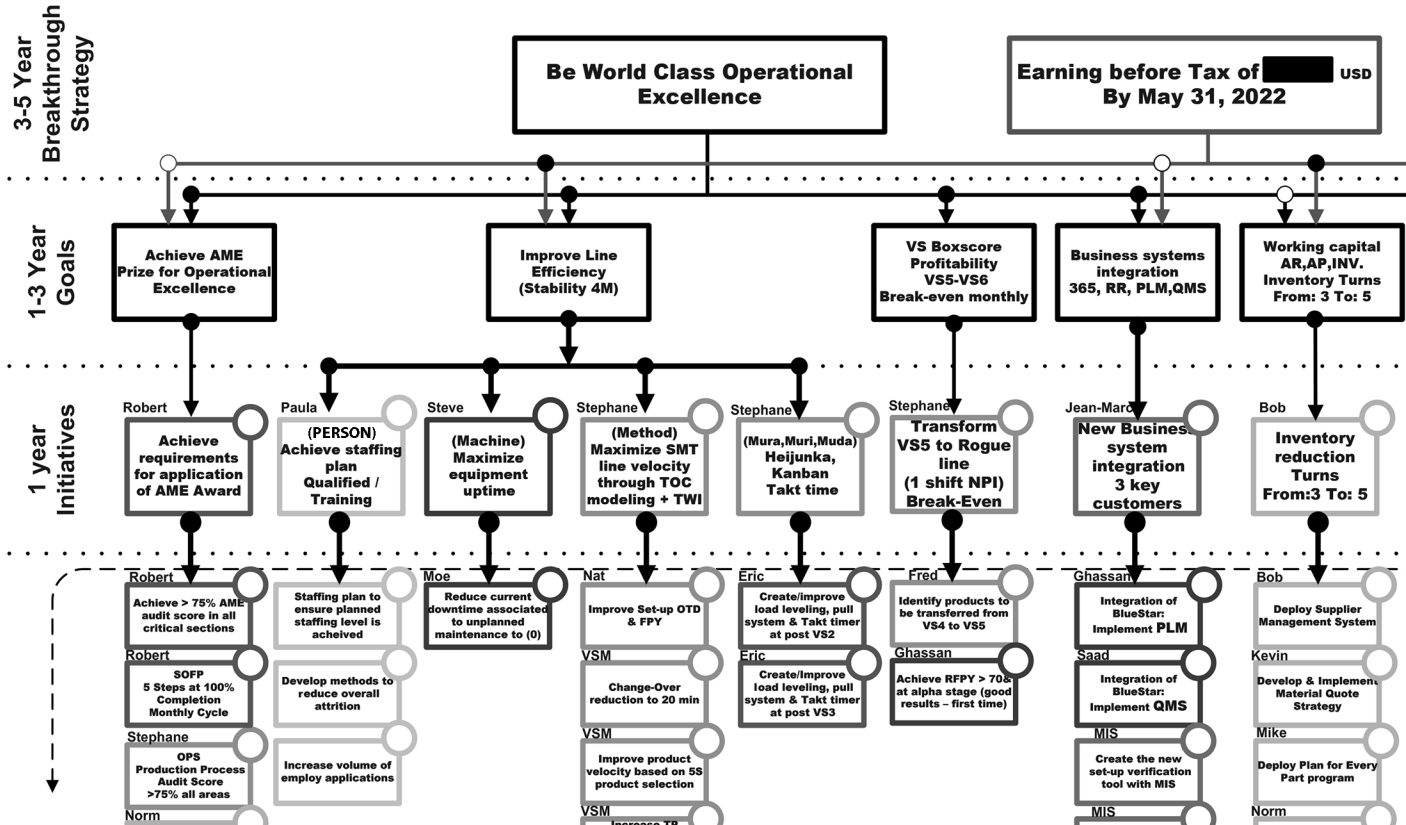 3-5 Year
Breakthrough
Strategy
Be World Class Operational
Excellence
Earning before Tax of USD
By May 31, 2022
1-3 Year
Goals
Achieve AME
Prize for Operational
Excellence
Improve Line
Efficiency
(Stability 4M)
VS Boxscore
Profitability
VS5-VS6
Break-even monthly
Business systems
integration
365, RR, PLM,QMS
Working capital
AR,AP,INV.
Inventory Turns
From: 3 To: 5
1 year
Initiatives
Robert
Achieve
requirements
for application
of AME Award
Paula
(PERSON)
Achieve staffing
plan
Qualified /
Training
Steve
(Machine)
Maximize
equipment
uptime
Stephane
(Method)
Maximize SMT
line velocity
through TOC
modeling + TWI
Stephane
(Mura,Muri,Muda)
Heijunka,
Kanban
Takt time
Stephane
Transform
VS5 to Rogue
line
(1 shift NPI)
Break-Even
Jean-Marc
New Business
system
integration
3 key
customers
Bob
Inventory
reduction
Turns
From:3 To: 5
Robert
Achieve > 75% AME
audit score in all
critical sections
Robert
SOFP
5 Steps at 100%
Completion
Monthly Cycle
Stephane
OPS
Production Process
Audit Score
>75% all areas
Norm
Staffing plan to
ensure planned
staffing level is
acheived
Develop methods to
reduce overall
attrition
Increase volume of
employ applications
Moe
Reduce current
downtime associated
to unplanned
maintenance to (0)
Nat
Improve Set-up OTD
& FPY
VSM
Change-Over
reduction to 20 min
VSM
Improve product
velocity based on 5S
product selection
VSM
Increase TP
Eric
Create/improve
load leveling, pull
system & Takt timer
at post VS2
Eric
Create/Improve
load leveling, pull
system & Takt timer
at post VS3
Fred
Identify products to
be transferred from
VS4 to VS5
Ghassan
Achieve RFPY > 70&
at alpha stage (good
results – first time)
Ghassan
Integration of
BlueStar:
Implement PLM
Saad
Integration of
BlueStar:
Implement QMS
MIS
Create the new
set-up verification
tool with MIS
MIS
Bob
Deploy Supplier
Management System
Kevin
Develop & Implement
Material Quote
Strategy
Mike
Deploy Plan for Every
Part program
Norm